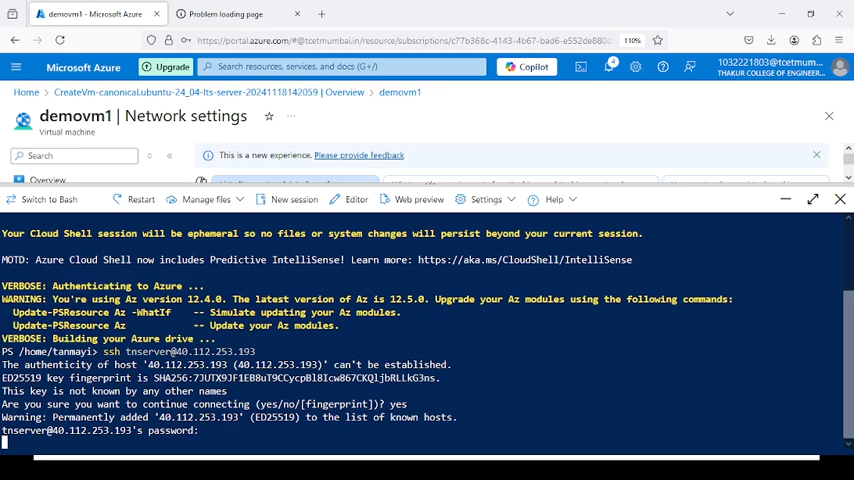 demovm1 - Microsoft Azure
Problem loading page
https://portal.azure.com/#@tcetmumbai.in/resource/subscriptions/c77b368c-4143-4b67-bad6-e552de880d
110%
Microsoft Azure
Upgrade
Search resources, services, and docs (G+/)
Copilot
4
1032221803@tcetmum...
THAKUR COLLEGE OF ENGINEER...
Home > CreateVm-canonical.ubuntu-24_04-lts-server-20241118142059 | Overview > demovm1
demovm1 | Network settings
Virtual machine
Search
This is a new experience. Please provide feedback
Overview
Switch to Bash Restart Manage files New session Editor Web preview Settings Help
Your Cloud Shell session will be ephemeral so no files or system changes will persist beyond your current session.
MOTD: Azure Cloud Shell now includes Predictive IntelliSense! Learn more: https://aka.ms/CloudShell/IntelliSense
VERBOSE: Authenticating to Azure ...
WARNING: You're using Az version 12.4.0. The latest version of Az is 12.5.0. Upgrade your Az modules using the following commands:
Update-PSResource Az -WhatIf -- Simulate updating your Az modules.
Update-PSResource Az -- Update your Az modules.
VERBOSE: Building your Azure drive ...
PS /home/tanmayi> ssh tnserver@40.112.253.193
The authenticity of host '40.112.253.193 (40.112.253.193)' can't be established.
ED25519 key fingerprint is SHA256:7JUTX9JF1EB8uT9CCycpBl8Icw867CKQljbRLLkG3ns.
This key is not known by any other names
Are you sure you want to continue connecting (yes/no/[fingerprint])? yes
Warning: Permanently added '40.112.253.193' (ED25519) to the list of known hosts.
tnserver@40.112.253.193's password: